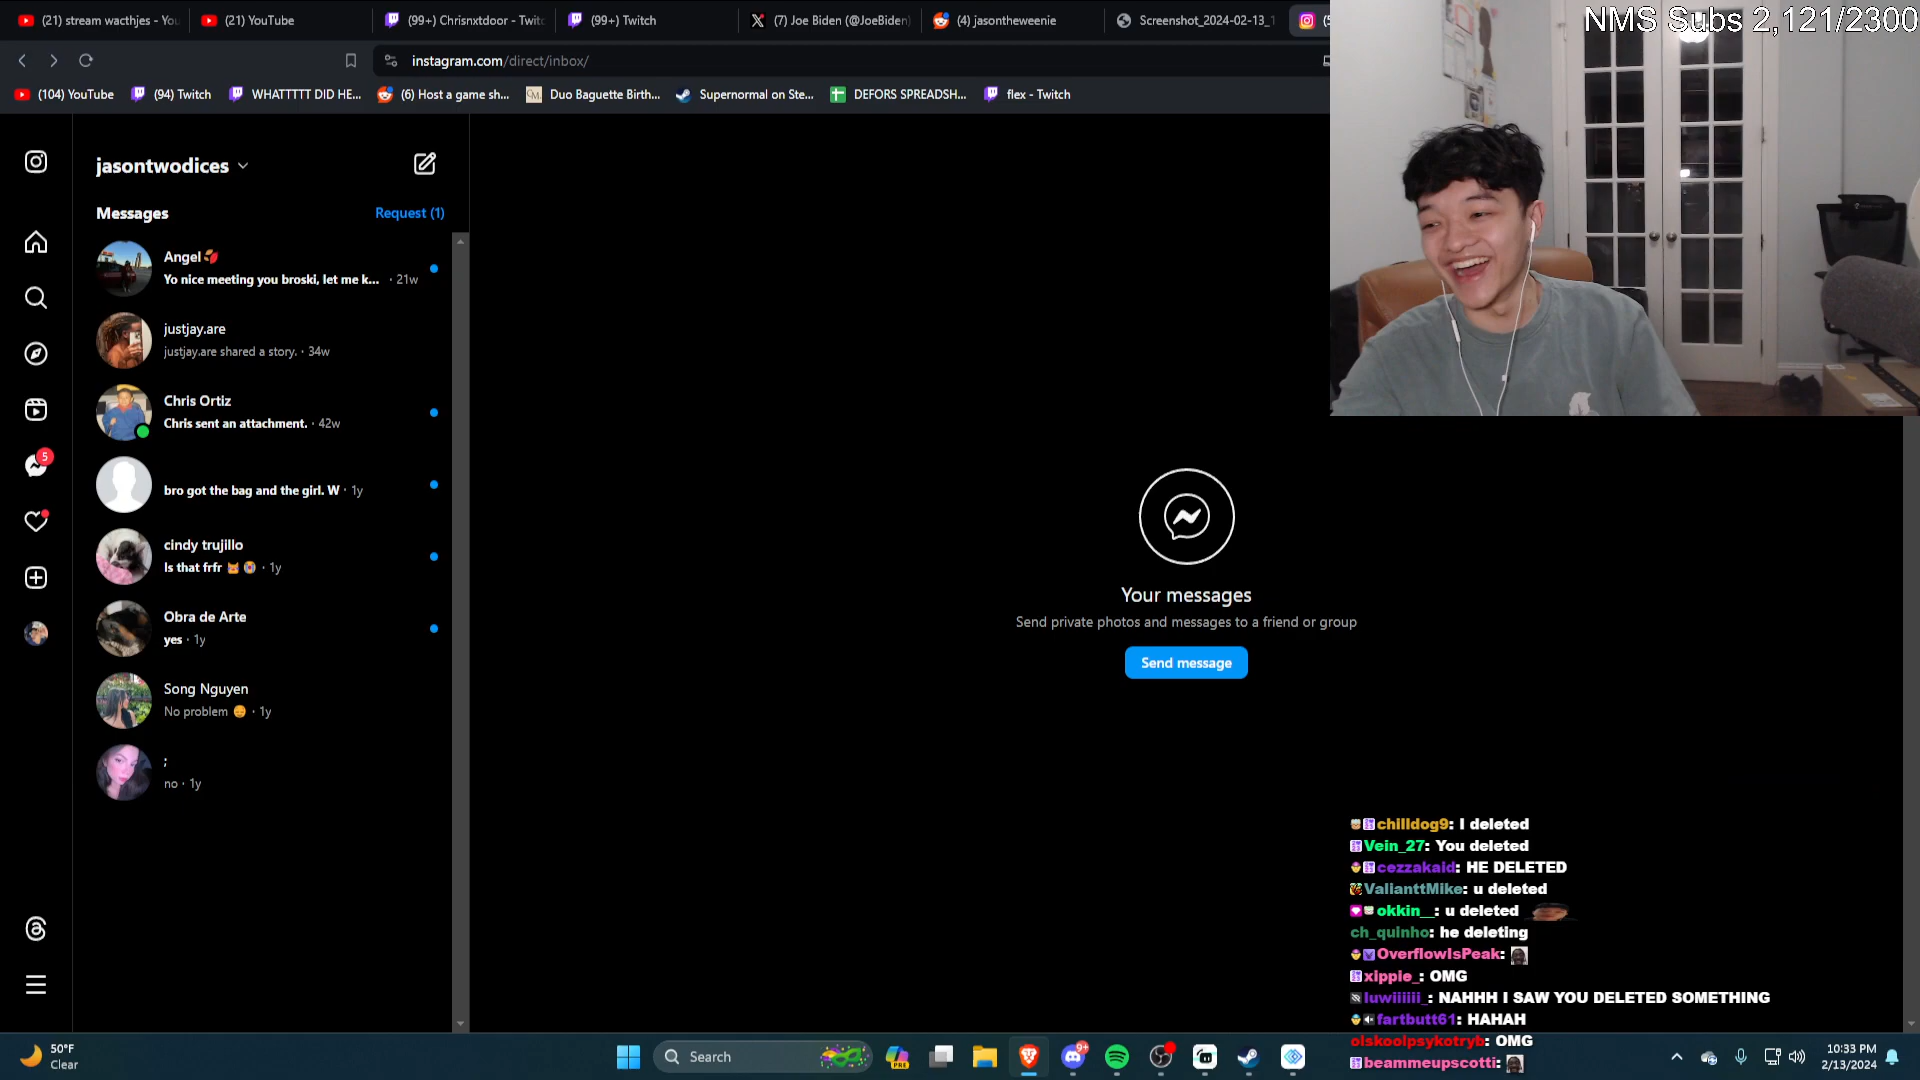 (21) stream wacthjes - You
(21) YouTube
(99+) Chrisnxtdoor - Twitc
(99+) Twitch
(7) Joe Biden (@JoeBiden)
(4) jasontheweenie
Screenshot_2024-02-13_1
NMS Subs 2,121/2300
instagram.com/direct/inbox/
(104) YouTube
(94) Twitch
WHATTTTT DID HE...
(6) Host a game sh...
Duo Baguette Birth...
Supernormal on Ste...
DEFORS SPREADSH...
flex - Twitch
jasontwodices
Messages
Request (1)
Angel
Yo nice meeting you broski, let me k... · 21w
justjay.are
justjay.are shared a story. · 34w
Chris Ortiz
Chris sent an attachment. · 42w
5
bro got the bag and the girl. W · 1y
cindy trujillo
Is that frfr 😹 😭 · 1y
Obra de Arte
yes · 1y
Song Nguyen
No problem · 1y
;
no · 1y
Your messages
Send private photos and messages to a friend or group
Send message
chilldog9: I deleted
Vein_27: You deleted
cezzakaid: HE DELETED
ValianttMike: u deleted
okkin__: u deleted
ch_quinho: he deleting
OverflowIsPeak:
xippie_: OMG
luwiiiiii_: NAHHH I SAW YOU DELETED SOMETHING
fartbutt61: HAHAH
olskoolpsykotryb: OMG
beammeupscotti:
50°F
Clear
Search
PRE
9+
10:33 PM
2/13/2024